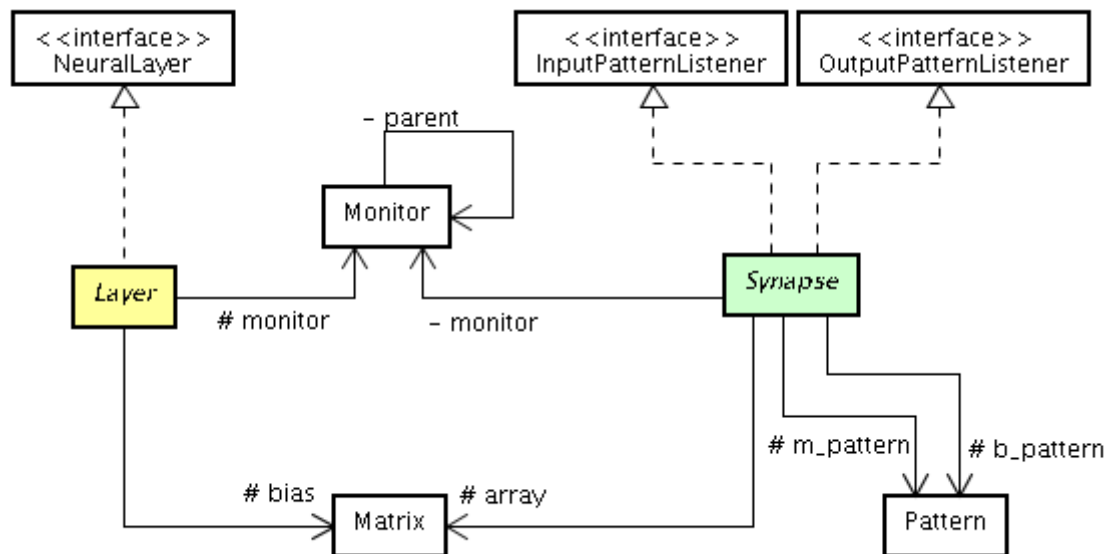 <<interface>>
NeuralLayer
<<interface>>
InputPatternListener
<<interface>>
OutputPatternListener
- parent
Monitor
Layer
Synapse
# monitor
- monitor
# m_pattern
# b_pattern
# bias
# array
Matrix
Pattern